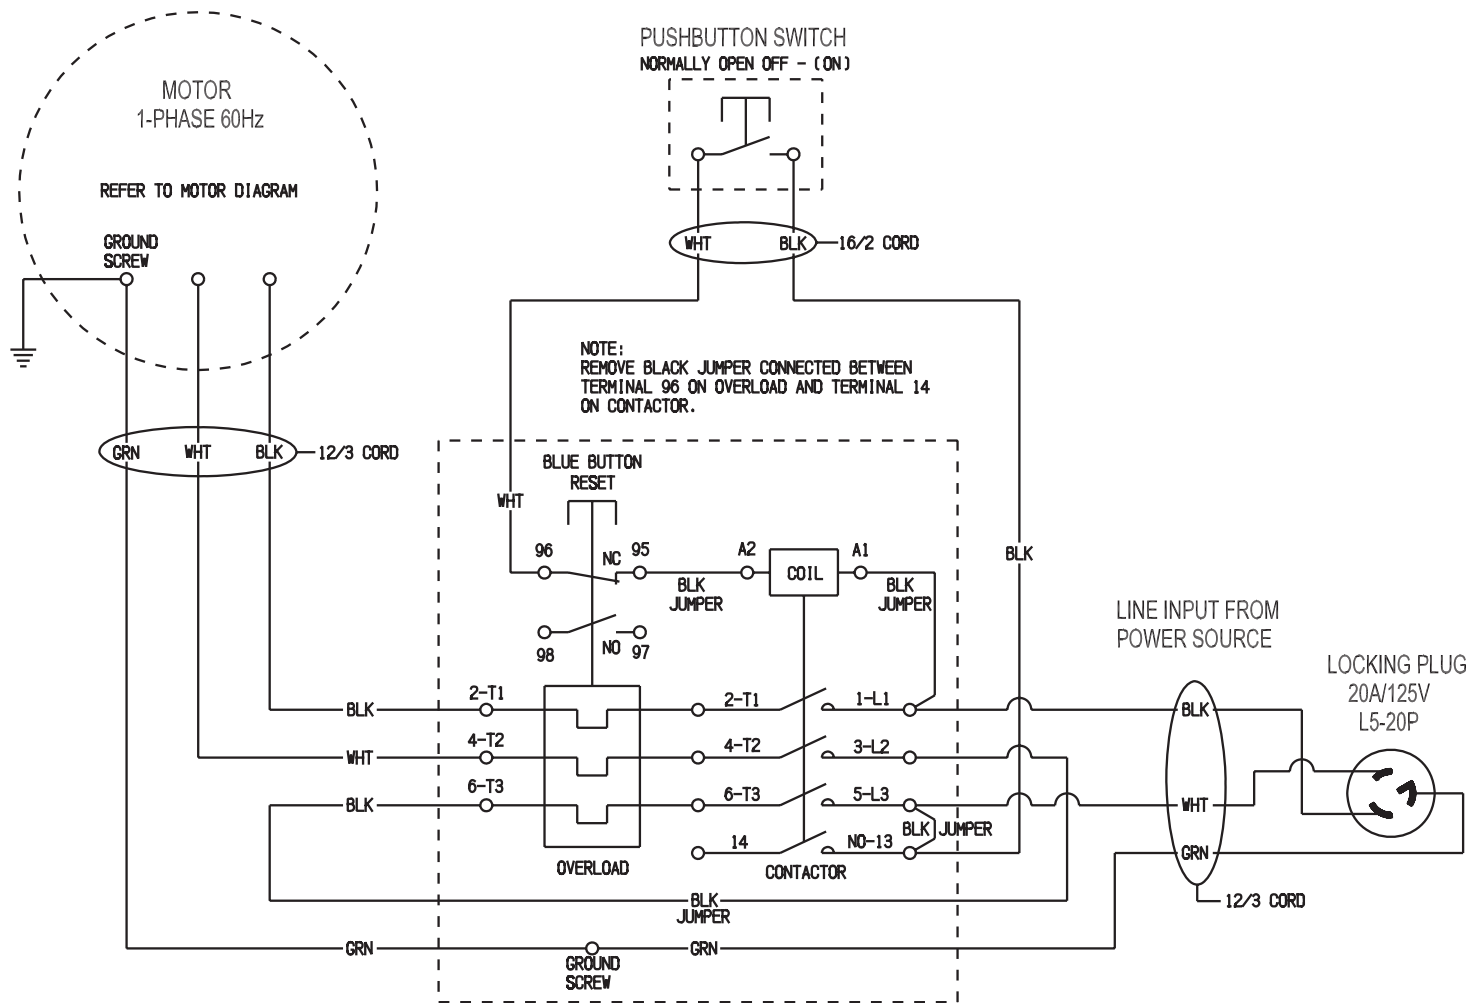 PUSHBUTTON SWITCH
NORMALLY OPEN OFF - (ON)
MOTOR
1-PHASE 60Hz
REFER TO MOTOR DIAGRAM
GROUND
SCREW
WHT
BLK
16/2 CORD
NOTE:
REMOVE BLACK JUMPER CONNECTED BETWEEN
TERMINAL 96 ON OVERLOAD AND TERMINAL 14
ON CONTACTOR.
GRN
WHT
BLK
12/3 CORD
BLUE BUTTON
RESET
WHT
96
NC
95
A2
COIL
A1
BLK
BLK
JUMPER
BLK
JUMPER
98
NO
97
LINE INPUT FROM
POWER SOURCE
LOCKING PLUG
20A/125V
L5-20P
BLK
2-T1
2-T1
1-L1
BLK
WHT
4-T2
4-T2
3-L2
BLK
6-T3
6-T3
5-L3
WHT
BLK JUMPER
14
NO-13
GRN
OVERLOAD
CONTACTOR
BLK
JUMPER
12/3 CORD
GRN
GRN
GROUND
SCREW